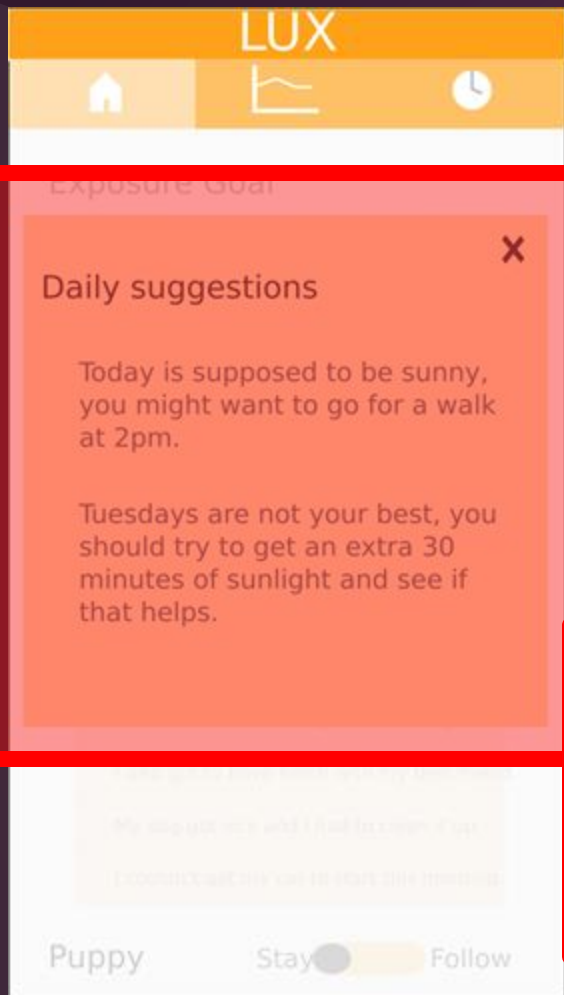 LUX
Exposure Goal
Daily suggestions
X
Today is supposed to be sunny,
you might want to go for a walk
at 2pm.
Tuesdays are not your best, you
should try to get an extra 30
minutes of sunlight and see if
that helps.
Puppy Stay Follow